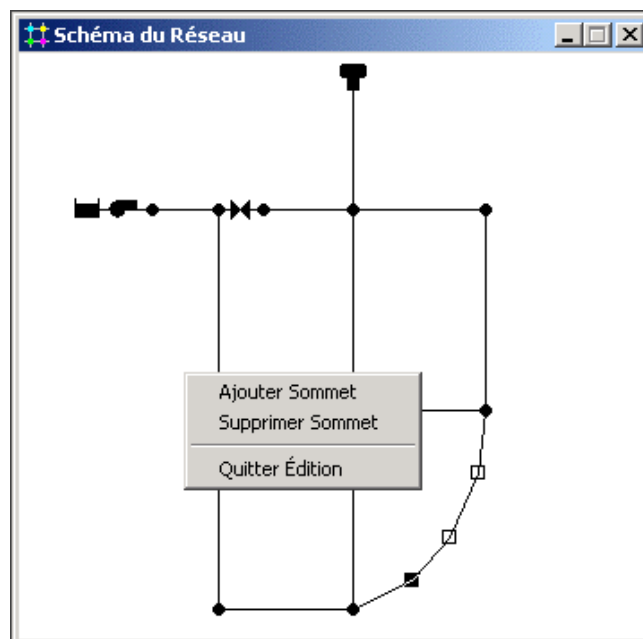 Schéma du Réseau
Ajouter Sommet
Supprimer Sommet
Quitter Édition